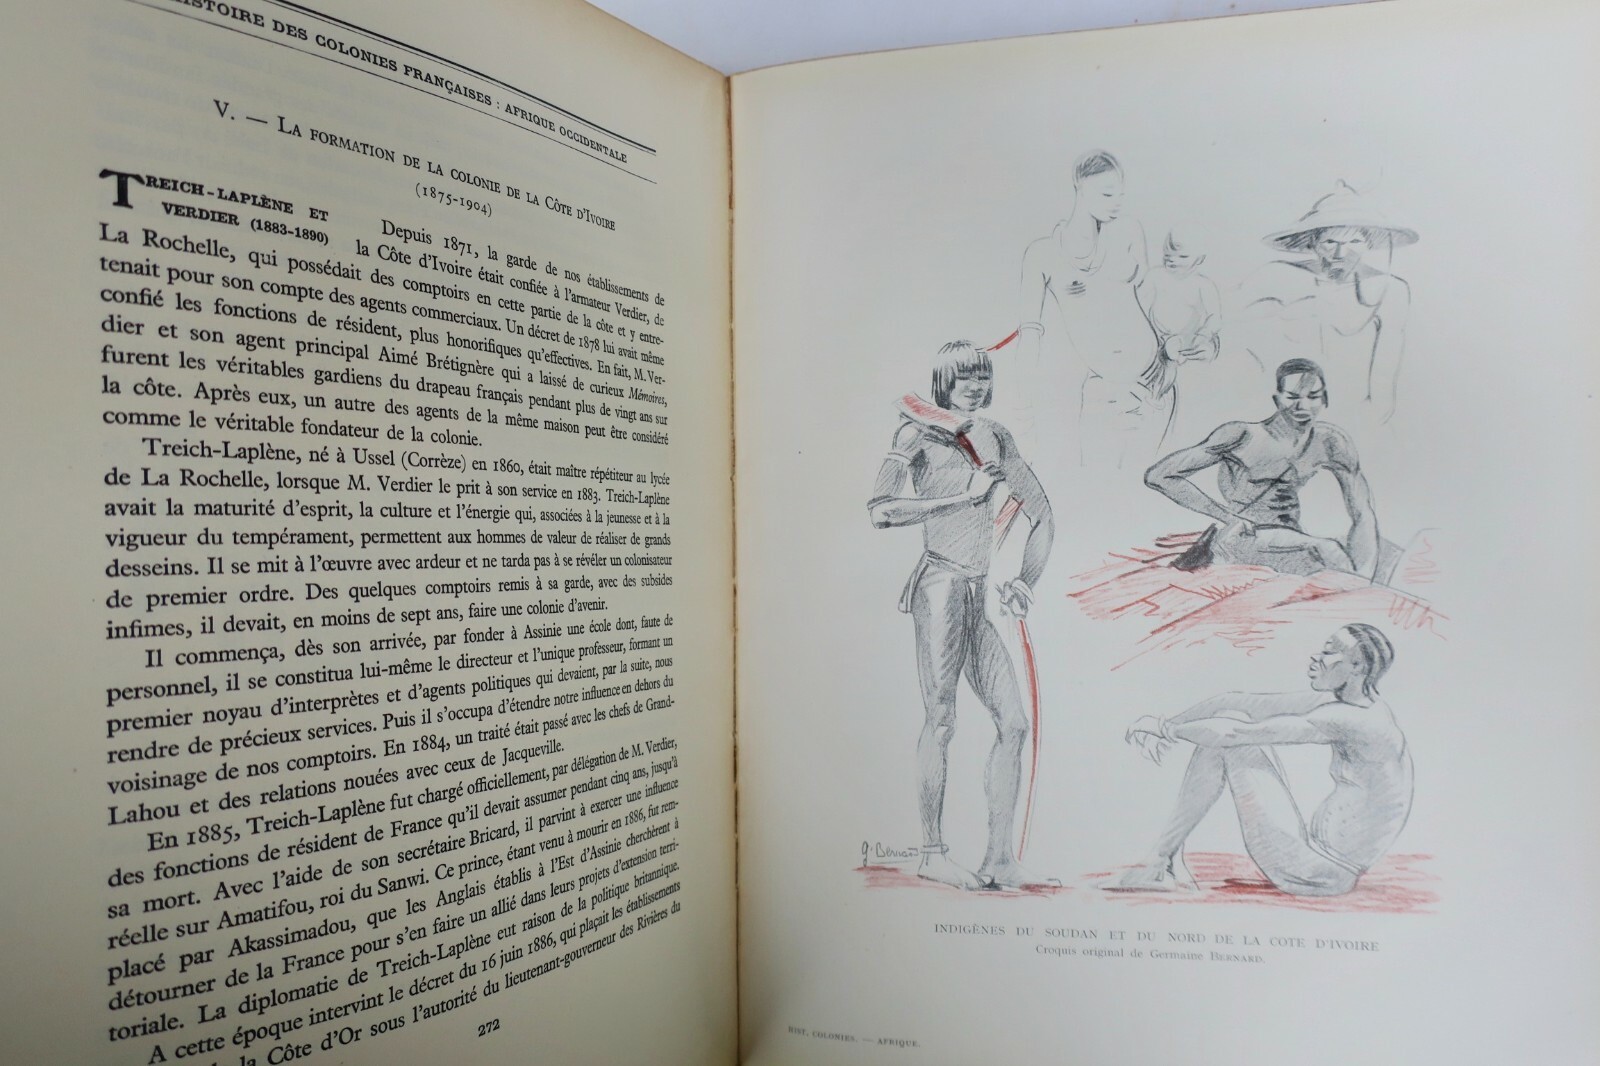 HISTOIRE DES COLONIES FRANÇAISES : AFRIQUE OCCIDENTALE
V. — LA FORMATION DE LA COLONIE DE LA CÔTE D'IVOIRE
(1875-1904)
TREICH-LAPLÈNE ET
VERDIER (1883-1890)
Depuis 1871, la garde de nos établissements de
la Côte d'Ivoire était confiée à l'armateur Verdier, de
La Rochelle, qui possédait des comptoirs en cette partie de la côte et y entre-
tenait pour son compte des agents commerciaux. Un décret de 1878 lui avait même
confié les fonctions de résident, plus honorifiques qu'effectives. En fait, M. Ver-
dier et son agent principal Aimé Brétignère qui a laissé de curieux Mémoires,
furent les véritables gardiens du drapeau français pendant plus de vingt ans sur
la côte. Après eux, un autre des agents de la même maison peut être considéré
comme le véritable fondateur de la colonie.
Treich-Laplène, né à Ussel (Corrèze) en 1860, était maître répétiteur au lycée
de La Rochelle, lorsque M. Verdier le prit à son service en 1883. Treich-Laplène
avait la maturité d'esprit, la culture et l'énergie qui, associées à la jeunesse et à la
vigueur du tempérament, permettent aux hommes de valeur de réaliser de grands
desseins. Il se mit à l'œuvre avec ardeur et ne tarda pas à se révéler un colonisateur
de premier ordre. Des quelques comptoirs remis à sa garde, avec des subsides
infimes, il devait, en moins de sept ans, faire une colonie d'avenir.
Il commença, dès son arrivée, par fonder à Assinie une école dont, faute de
personnel, il se constitua lui-même le directeur et l'unique professeur, formant un
premier noyau d'interprètes et d'agents politiques qui devaient, par la suite, nous
rendre de précieux services. Puis il s'occupa d'étendre notre influence en dehors du
voisinage de nos comptoirs. En 1884, un traité était passé avec les chefs de Grand-
Lahou et des relations nouées avec ceux de Jacqueville.
En 1885, Treich-Laplène fut chargé officiellement, par délégation de M. Verdier,
des fonctions de résident de France qu'il devait assumer pendant cinq ans, jusqu'à
sa mort. Avec l'aide de son secrétaire Bricard, il parvint à exercer une influence
réelle sur Amatifou, roi du Sanwi. Ce prince, étant venu à mourir en 1886, fut rem-
placé par Akassimadou, que les Anglais établis à l'Est d'Assinie cherchèrent à
détourner de la France pour s'en faire un allié dans leurs projets d'extension terri-
toriale. La diplomatie de Treich-Laplène eut raison de la politique britannique.
A cette époque intervint le décret du 16 juin 1886, qui plaçait les établissements
la Côte d'Or sous l'autorité du lieutenant-gouverneur des Rivières du
272
G. Bernard
INDIGÈNES DU SOUDAN ET DU NORD DE LA COTE D'IVOIRE
Croquis original de Germaine BERNARD.
HIST. COLONIES. — AFRIQUE.